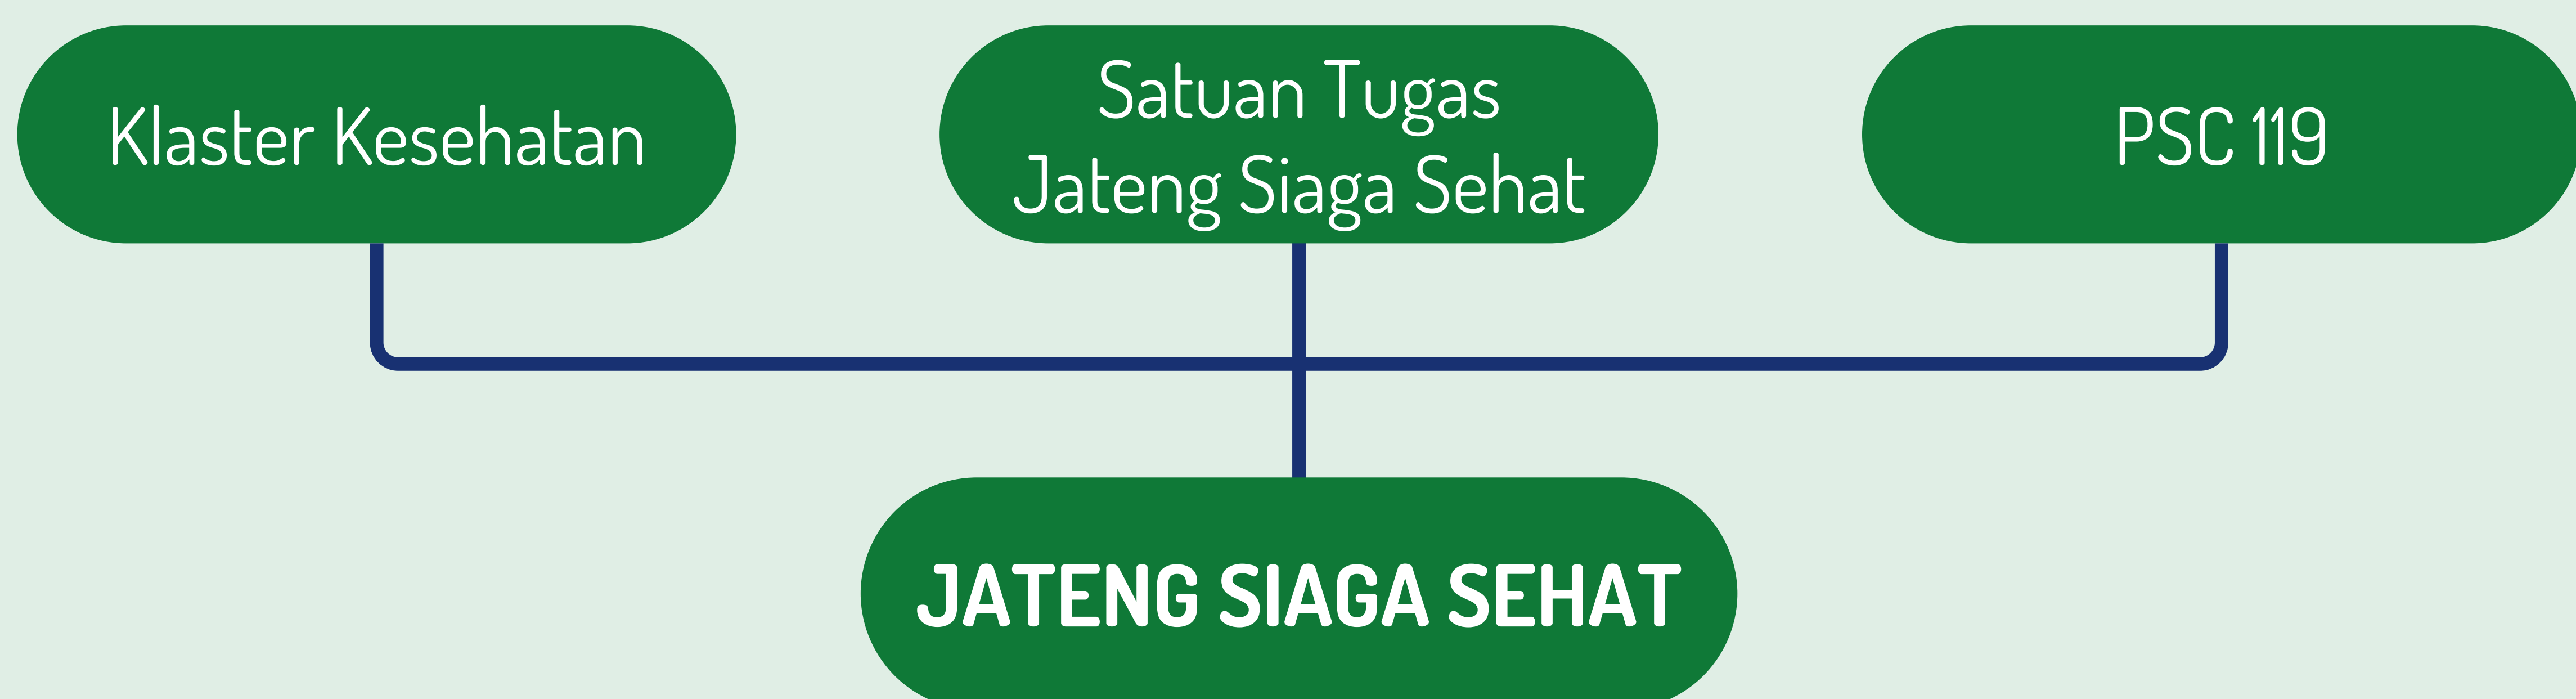 Klaster Kesehatan
Satuan Tugas
Jateng Siaga Sehat
PSC 119
JATENG SIAGA SEHAT